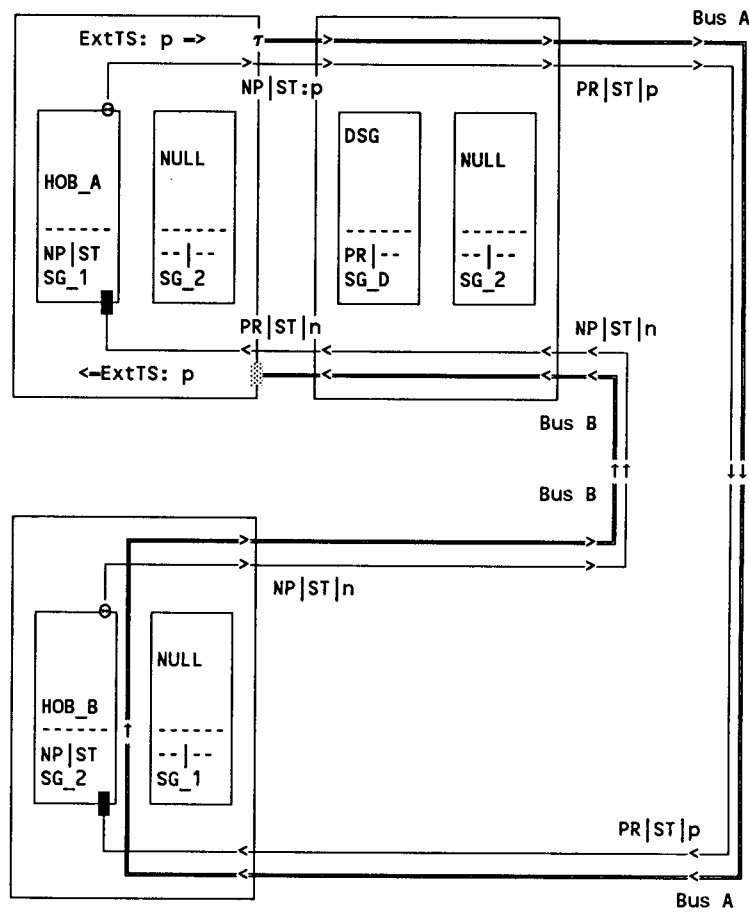 Bus A
ExtTS: p => τ
NP|ST:p
PR|ST|p
HOB_A
-----
NP|ST
SG_1
NULL
-----
--|--
SG_2
DSG
-----
PR|--
SG_D
NULL
-----
--|--
SG_2
PR|ST|n
NP|ST|n
<=ExtTS: p
Bus B
Bus B
NP|ST|n
HOB_B
-----
NP|ST
SG_2
NULL
-----
--|--
SG_1
PR|ST|p
Bus A